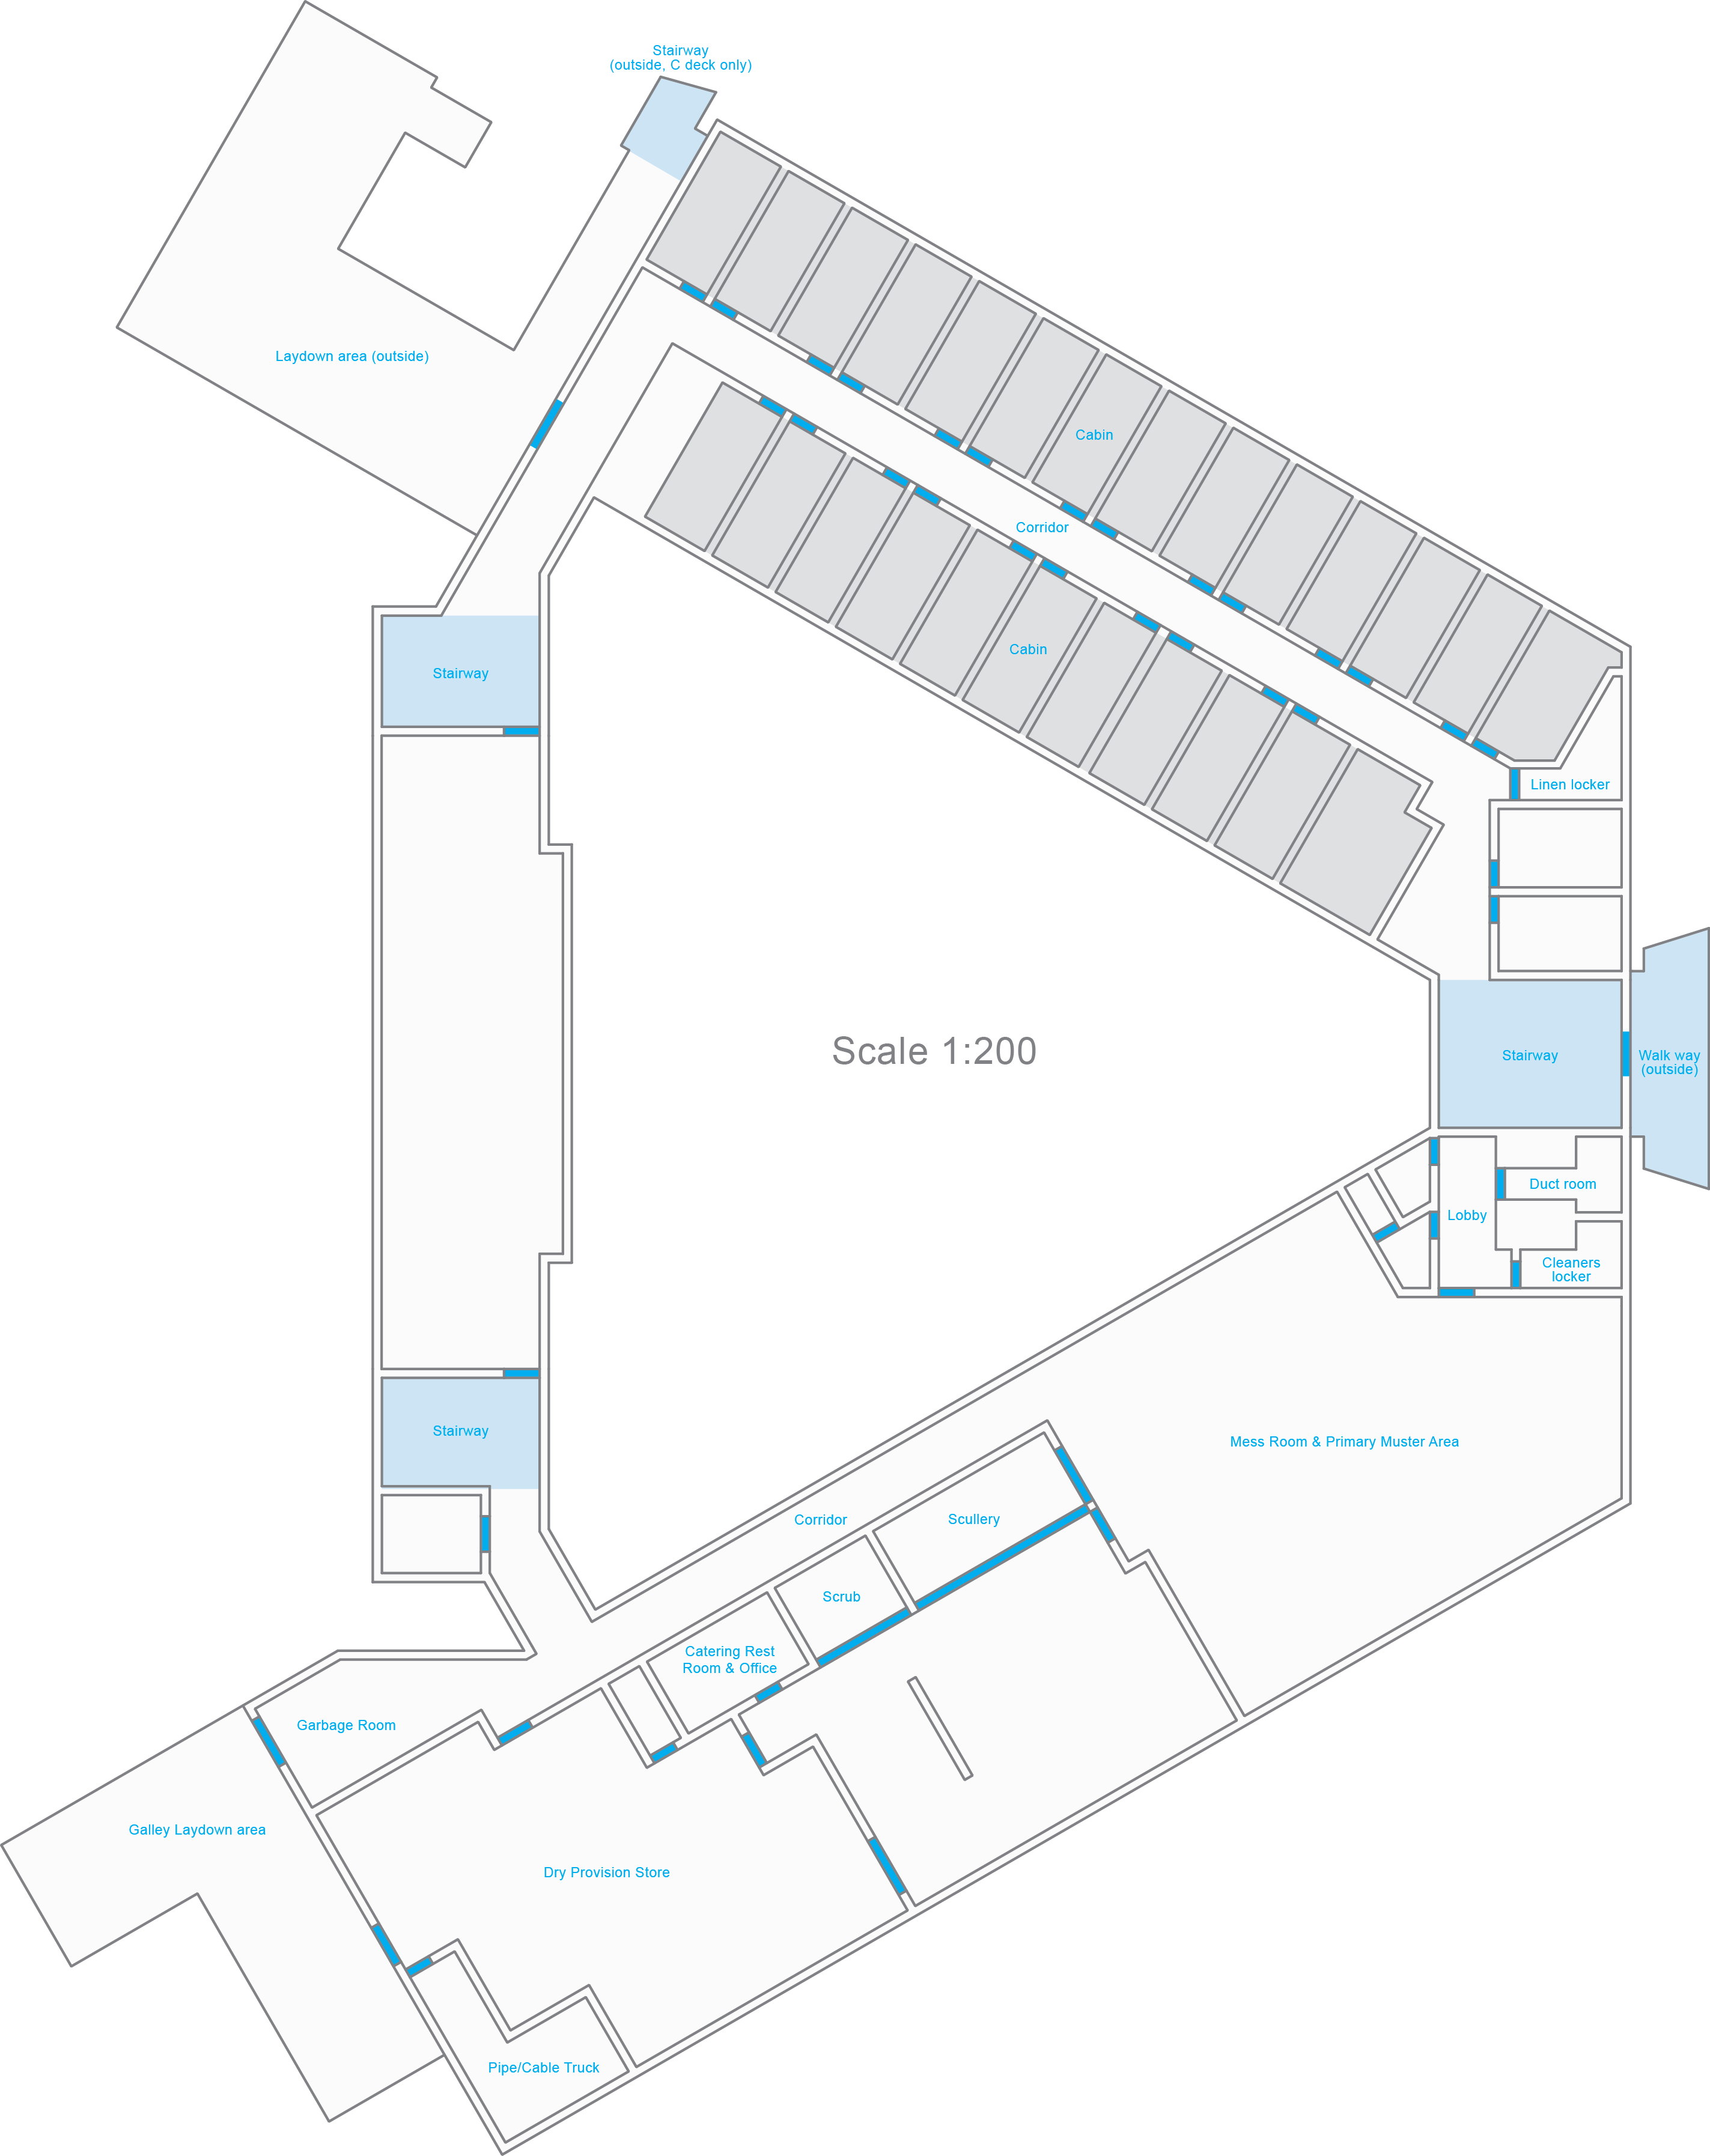 Stairway
(outside, C deck only)
Laydown area (outside)
Cabin
Corridor
Cabin
Stairway
Linen locker
Scale 1:200
Stairway
Walk way
(outside)
Duct room
Lobby
Cleaners
locker
Stairway
Mess Room & Primary Muster Area
Corridor
Scullery
Scrub
Catering Rest
Room & Office
Garbage Room
Galley Laydown area
Dry Provision Store
Pipe/Cable Truck